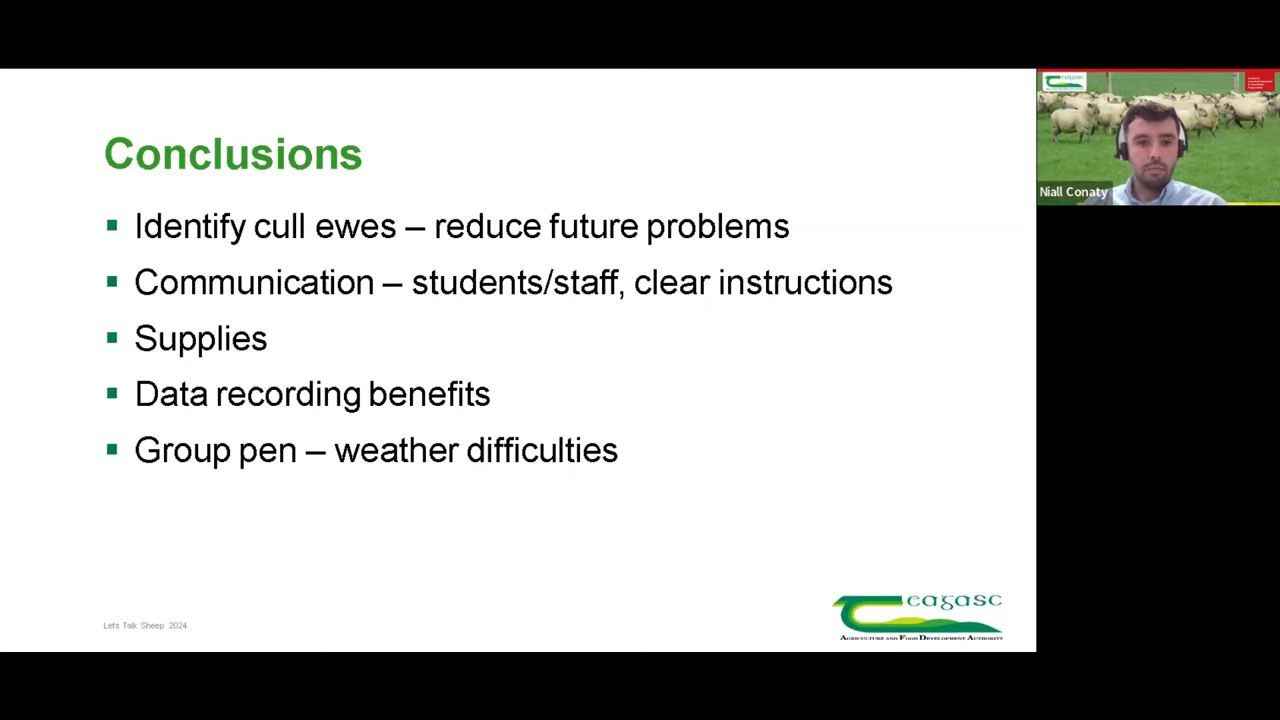 Conclusions
Identify cull ewes – reduce future problems
Communication – students/staff, clear instructions
Supplies
Data recording benefits
Group pen – weather difficulties
Lets Talk Sheep 2024
eagasc
AGRICULTURE AND FOOD DEVELOPMENT AUTHORITY
Niall Conaty